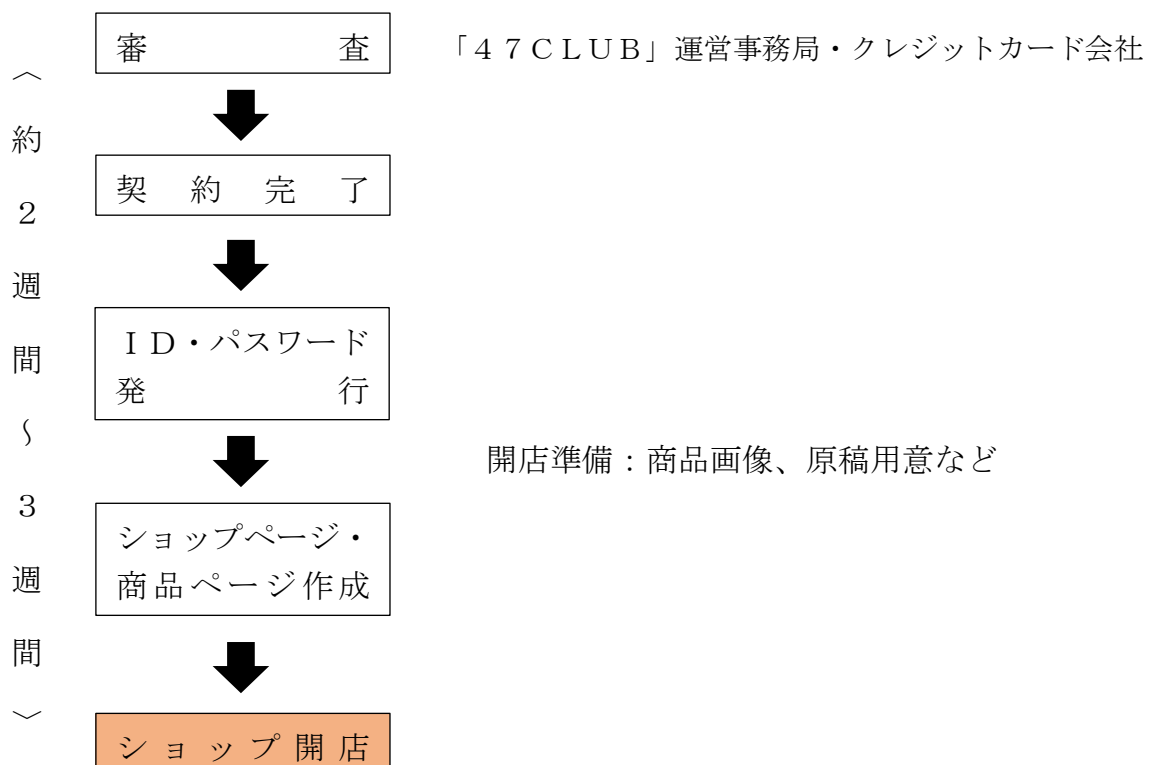 審査
「４７ＣＬＵＢ」運営事務局・クレジットカード会社
〈約２週間～３週間〉
契約完了
ＩＤ・パスワード
発行
開店準備：商品画像、原稿用意など
ショップページ・
商品ページ作成
ショップ開店